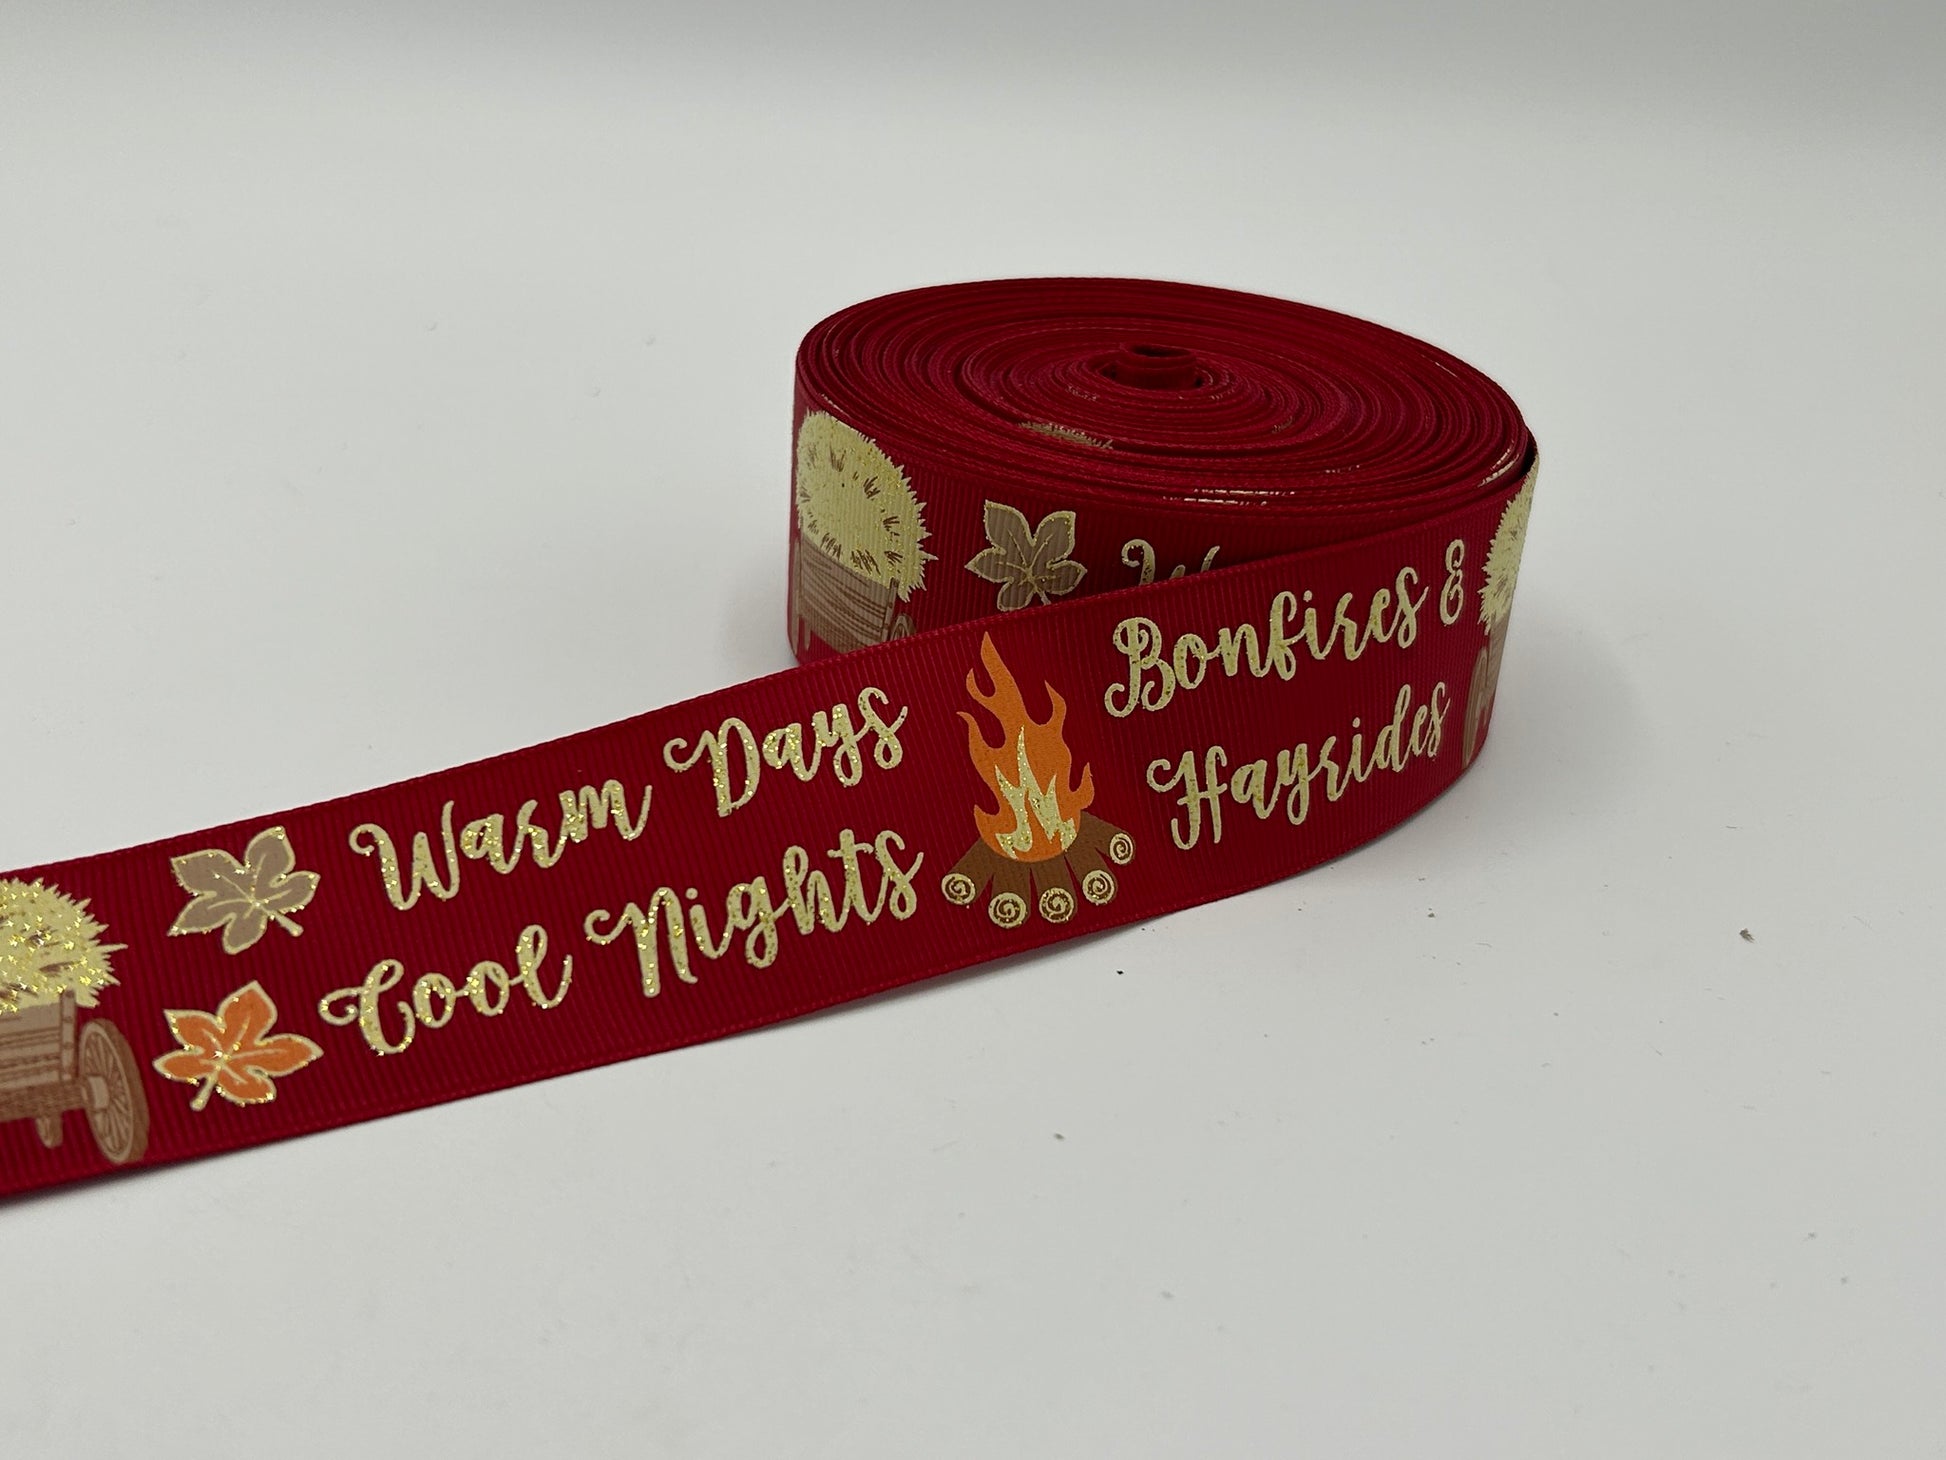 Warm Days
Cool Nights
Bonfires &
Hayrides